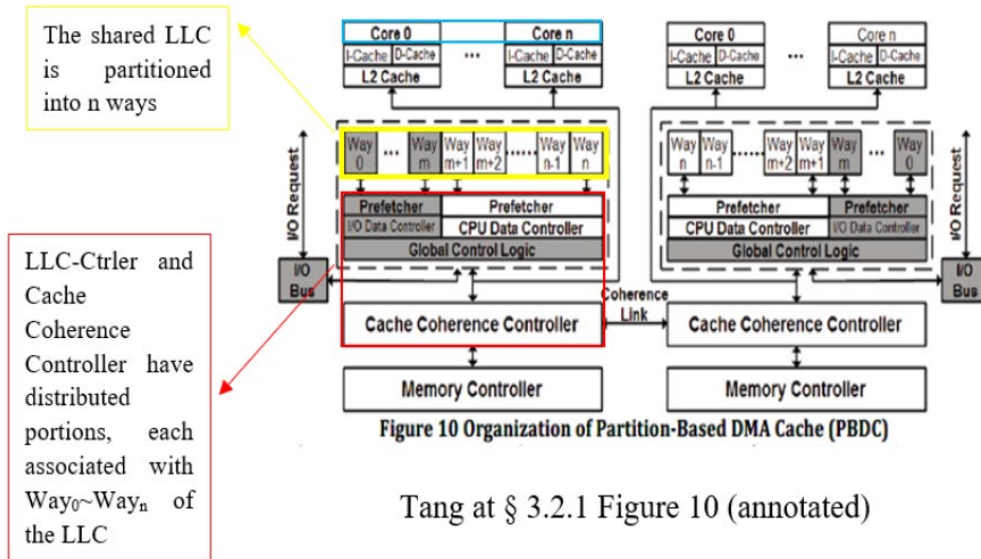 The shared LLC
is partitioned
into n ways
Core 0 ... Core n
I-Cache D-Cache I-Cache D-Cache
L2 Cache L2 Cache
Core 0 ... Core n
I-Cache D-Cache I-Cache D-Cache
L2 Cache L2 Cache
I/O Request
Way 0 ... Way m Way m+1 Way m+2 ...... Way n-1 Way n
Prefetcher Prefetcher
I/O Data Controller CPU Data Controller
Global Control Logic
I/O Bus
Way n Way n-1 ...... Way m+2 Way m+1 Way m ... Way 0
Prefetcher Prefetcher
CPU Data Controller I/O Data Controller
Global Control Logic
I/O Request
I/O Bus
LLC-Ctrler and
Cache
Coherence
Controller have
distributed
portions, each
associated with
Way₀~Wayₙ of
the LLC
Cache Coherence Controller
Coherence
Link
Cache Coherence Controller
Memory Controller
Memory Controller
Figure 10 Organization of Partition-Based DMA Cache (PBDC)
Tang at § 3.2.1 Figure 10 (annotated)